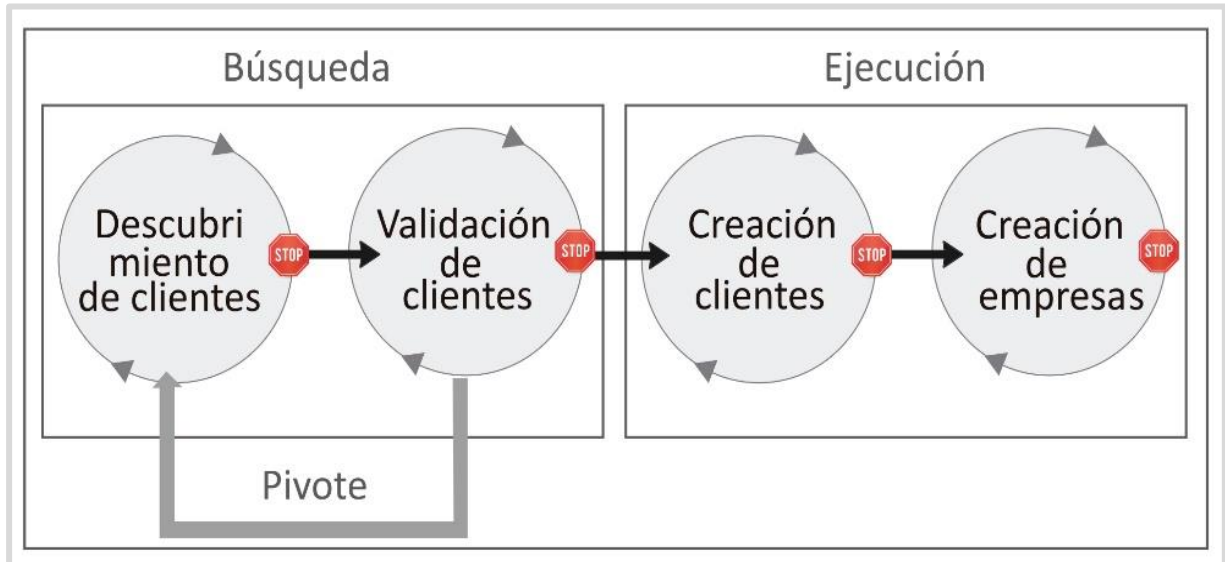 Búsqueda
Ejecución
Descubri
miento
de clientes
STOP
Validación
de
clientes
STOP
Creación
de
clientes
STOP
Creación
de
empresas
STOP
Pivote